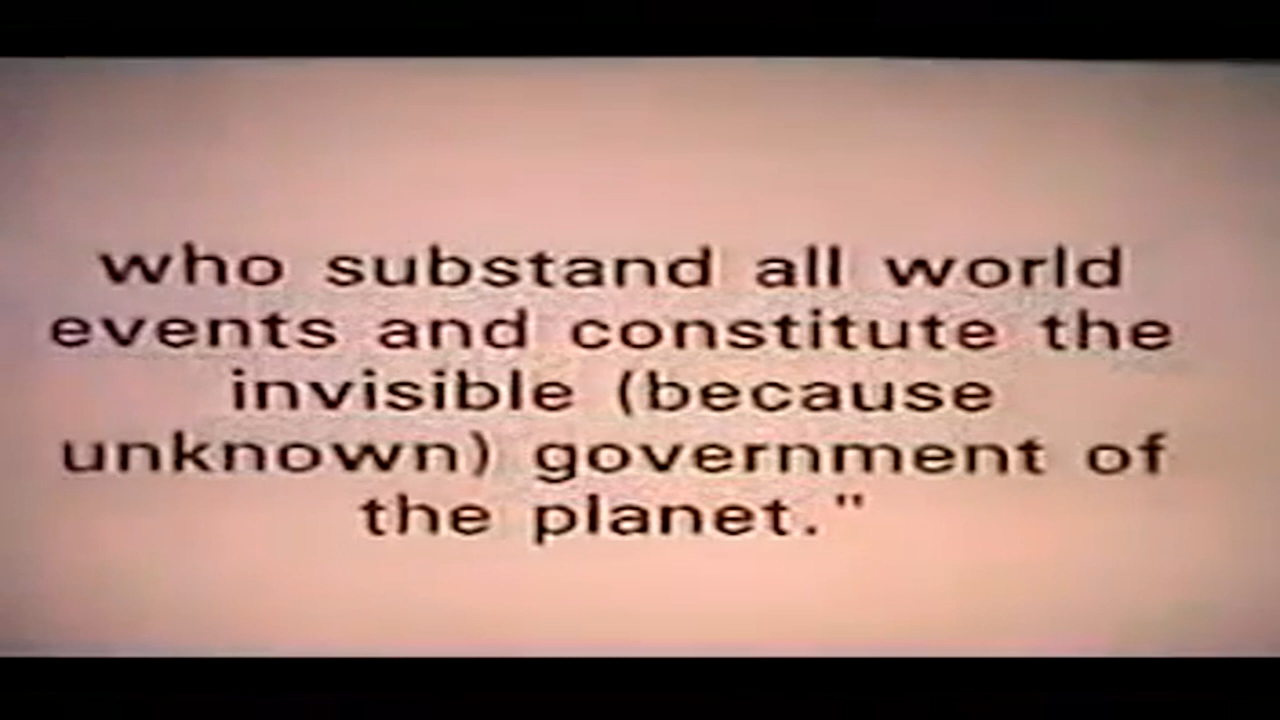 who substand all world
events and constitute the
invisible (because
unknown) government of
the planet."